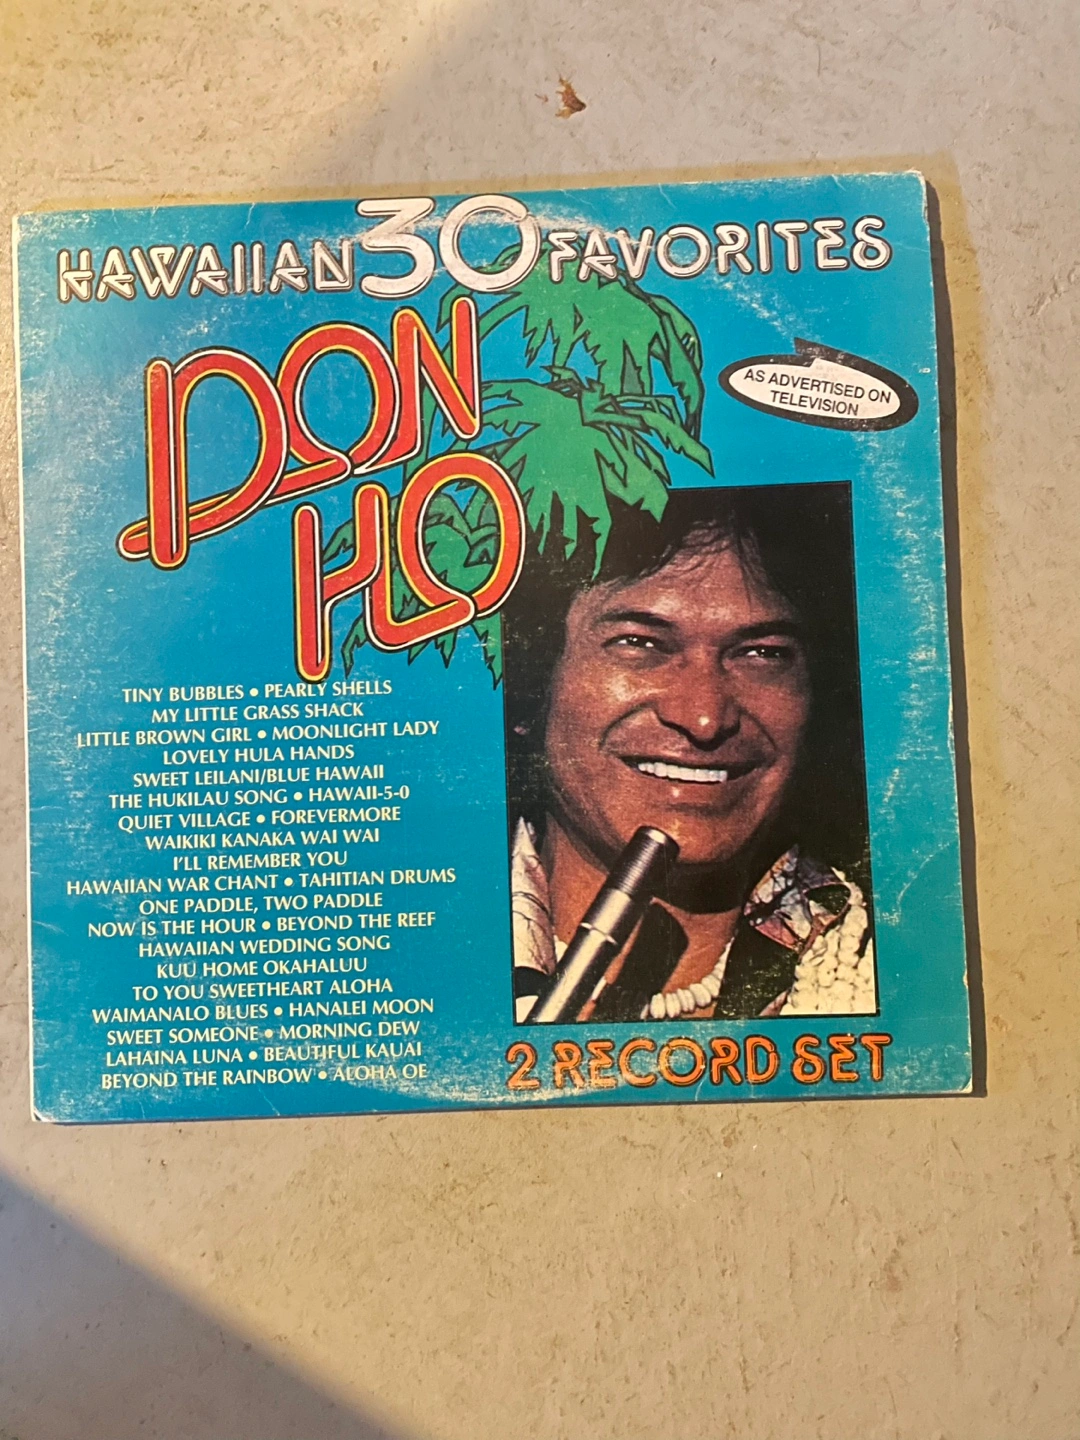 HAWAIIAN 30 FAVORITES
DON
HO
AS ADVERTISED ON
TELEVISION
TINY BUBBLES • PEARLY SHELLS
MY LITTLE GRASS SHACK
LITTLE BROWN GIRL • MOONLIGHT LADY
LOVELY HULA HANDS
SWEET LEILANI/BLUE HAWAII
THE HUKILAU SONG • HAWAII-5-0
QUIET VILLAGE • FOREVERMORE
WAIKIKI KANAKA WAI WAI
I'LL REMEMBER YOU
HAWAIIAN WAR CHANT • TAHITIAN DRUMS
ONE PADDLE, TWO PADDLE
NOW IS THE HOUR • BEYOND THE REEF
HAWAIIAN WEDDING SONG
KUU HOME OKAHALUU
TO YOU SWEETHEART ALOHA
WAIMANALO BLUES • HANALEI MOON
SWEET SOMEONE • MORNING DEW
LAHAINA LUNA • BEAUTIFUL KAUAI
BEYOND THE RAINBOW • ALOHA OE
2 RECORD SET